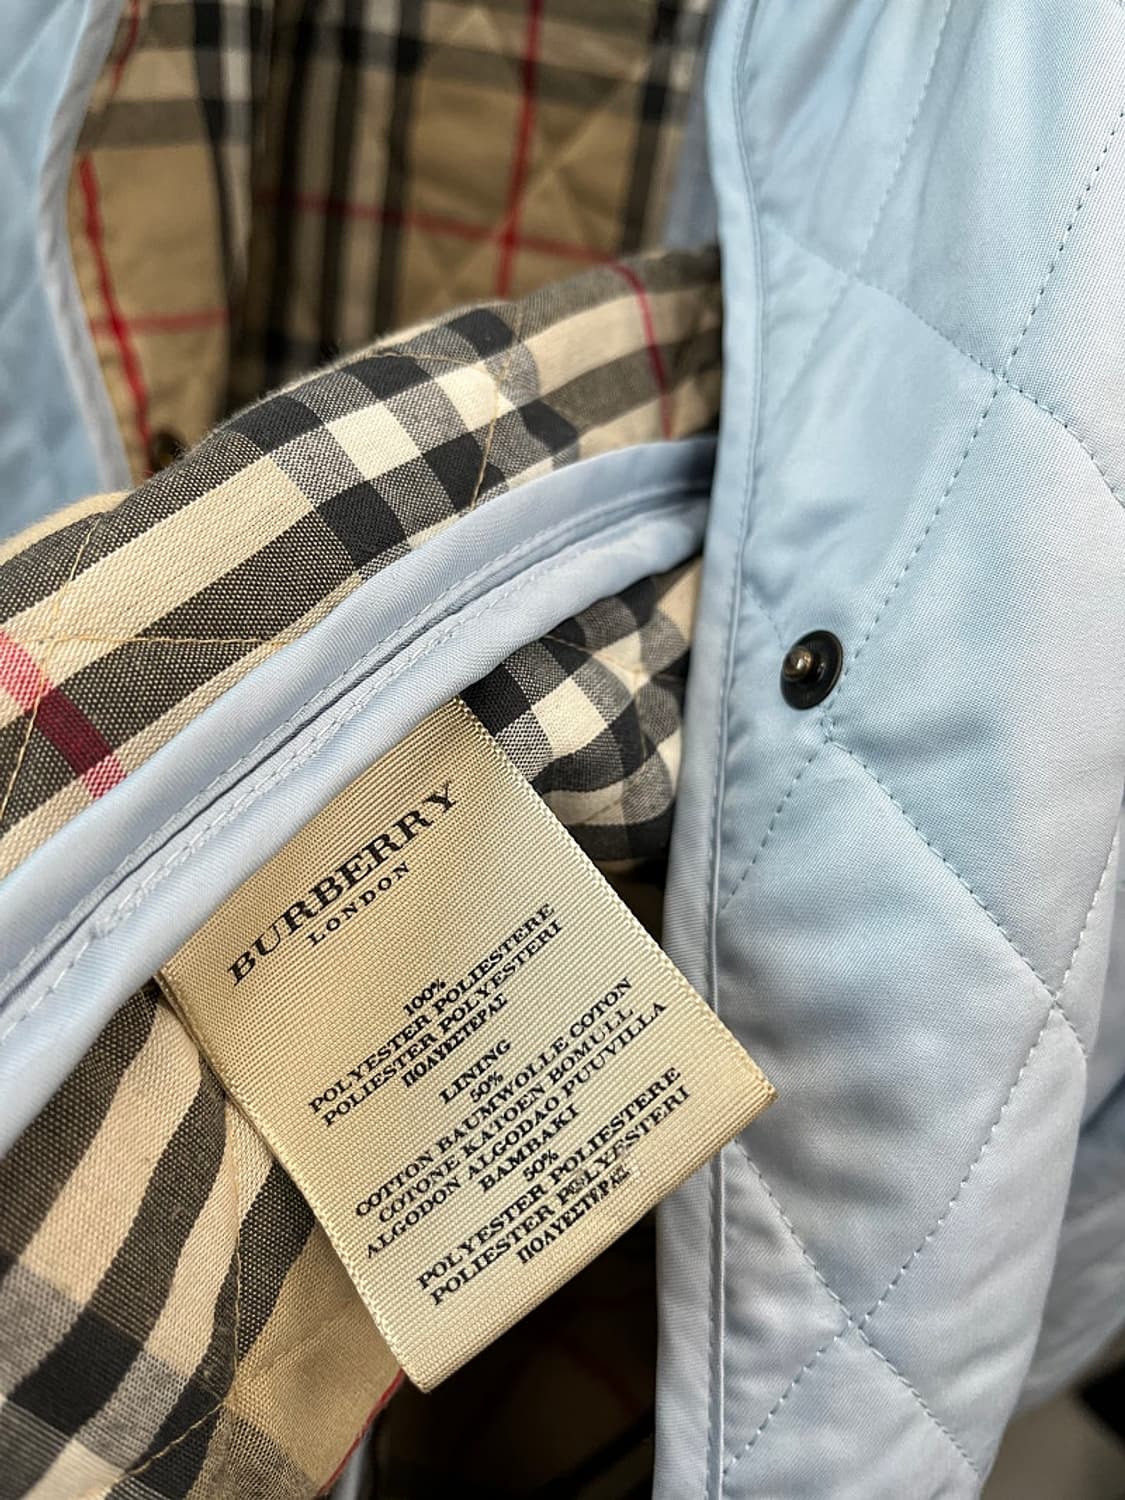 BURBERRY
LONDON
100%
POLYESTER POLIESTERE
POLIESTER POLYESTERI
ΠΟΛΥΕΣΤΕΡΑΣ
LINING
50%
COTTON BAUMWOLLE COTON
COTONE KATOEN BOMULL
ALGODON ALGODAO PUUVILLA
BAMBAKI
50%
POLYESTER POLIESTERE
POLIESTER POLYESTERI
ΠΟΛΥΕΣΤΕΡΑΣ